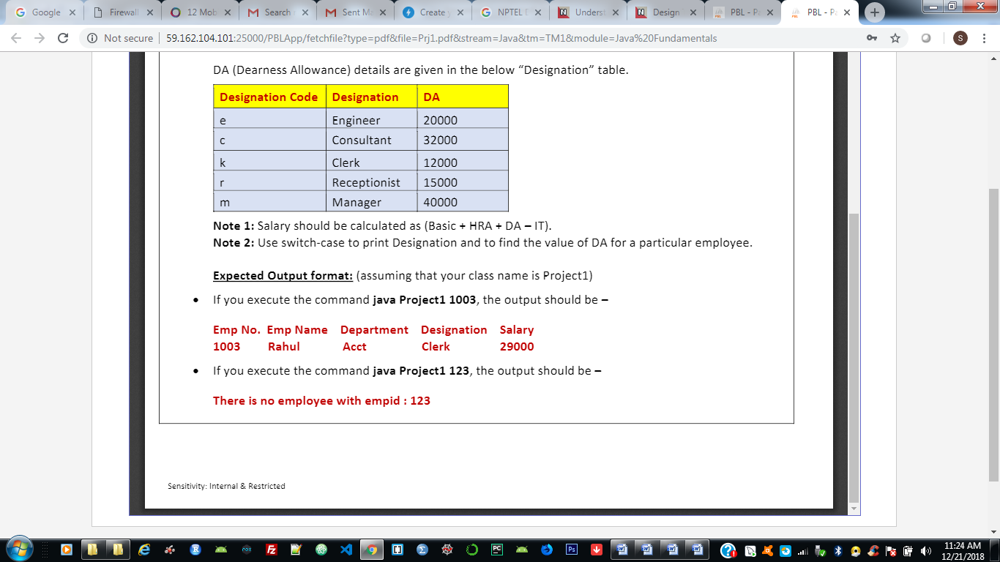 Google
Firewall
12 Mob
Search
Sent Ma
Create
NPTEL
Underst
Design
PBL - Pa
PBL - Pa
Not secure | 59.162.104.101:25000/PBLApp/fetchfile?type=pdf&file=Prj1.pdf&stream=Java&tm=TM1&module=Java%20Fundamentals
S
DA (Dearness Allowance) details are given in the below “Designation” table.
Designation Code Designation DA
e Engineer 20000
c Consultant 32000
k Clerk 12000
r Receptionist 15000
m Manager 40000
Note 1: Salary should be calculated as (Basic + HRA + DA – IT).
Note 2: Use switch-case to print Designation and to find the value of DA for a particular employee.
Expected Output format: (assuming that your class name is Project1)
• If you execute the command java Project1 1003, the output should be –
Emp No. Emp Name Department Designation Salary
1003 Rahul Acct Clerk 29000
• If you execute the command java Project1 123, the output should be –
There is no employee with empid : 123
Sensitivity: Internal & Restricted
11:24 AM
12/21/2018